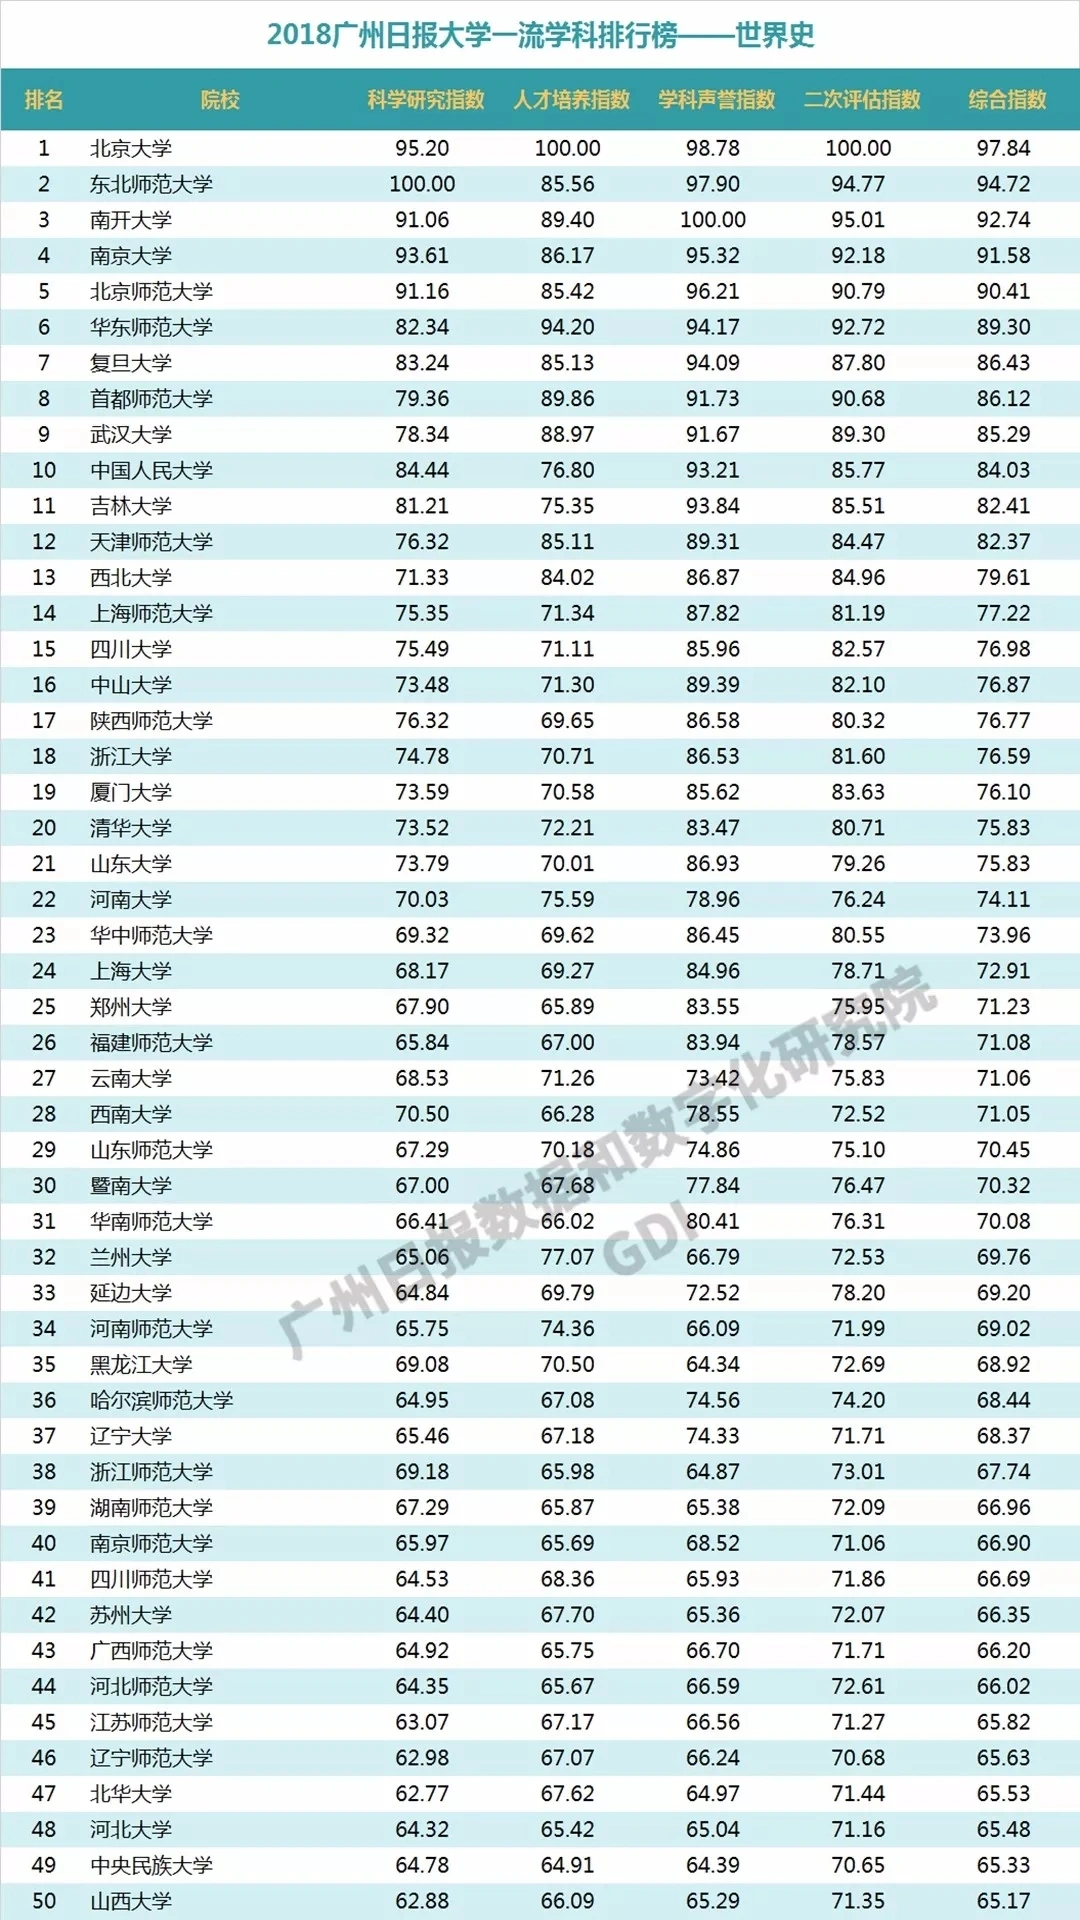 2018广州日报大学一流学科排行榜——世界史
排名 院校 科学研究指数 人才培养指数 学科声誉指数 二次评估指数 综合指数
1 北京大学 95.20 100.00 98.78 100.00 97.84
2 东北师范大学 100.00 85.56 97.90 94.77 94.72
3 南开大学 91.06 89.40 100.00 95.01 92.74
4 南京大学 93.61 86.17 95.32 92.18 91.58
5 北京师范大学 91.16 85.42 96.21 90.79 90.41
6 华东师范大学 82.34 94.20 94.17 92.72 89.30
7 复旦大学 83.24 85.13 94.09 87.80 86.43
8 首都师范大学 79.36 89.86 91.73 90.68 86.12
9 武汉大学 78.34 88.97 91.67 89.30 85.29
10 中国人民大学 84.44 76.80 93.21 85.77 84.03
11 吉林大学 81.21 75.35 93.84 85.51 82.41
12 天津师范大学 76.32 85.11 89.31 84.47 82.37
13 西北大学 71.33 84.02 86.87 84.96 79.61
14 上海师范大学 75.35 71.34 87.82 81.19 77.22
15 四川大学 75.49 71.11 85.96 82.57 76.98
16 中山大学 73.48 71.30 89.39 82.10 76.87
17 陕西师范大学 76.32 69.65 86.58 80.32 76.77
18 浙江大学 74.78 70.71 86.53 81.60 76.59
19 厦门大学 73.59 70.58 85.62 83.63 76.10
20 清华大学 73.52 72.21 83.47 80.71 75.83
21 山东大学 73.79 70.01 86.93 79.26 75.83
22 河南大学 70.03 75.59 78.96 76.24 74.11
23 华中师范大学 69.32 69.62 86.45 80.55 73.96
24 上海大学 68.17 69.27 84.96 78.71 72.91
25 郑州大学 67.90 65.89 83.55 75.95 71.23
26 福建师范大学 65.84 67.00 83.94 78.57 71.08
27 云南大学 68.53 71.26 73.42 75.83 71.06
28 西南大学 70.50 66.28 78.55 72.52 71.05
29 山东师范大学 67.29 70.18 74.86 75.10 70.45
30 暨南大学 67.00 67.68 77.84 76.47 70.32
31 华南师范大学 66.41 66.02 80.41 76.31 70.08
32 兰州大学 65.06 77.07 66.79 72.53 69.76
33 延边大学 64.84 69.79 72.52 78.20 69.20
34 河南师范大学 65.75 74.36 66.09 71.99 69.02
35 黑龙江大学 69.08 70.50 64.34 72.69 68.92
36 哈尔滨师范大学 64.95 67.08 74.56 74.20 68.44
37 辽宁大学 65.46 67.18 74.33 71.71 68.37
38 浙江师范大学 69.18 65.98 64.87 73.01 67.74
39 湖南师范大学 67.29 65.87 65.38 72.09 66.96
40 南京师范大学 65.97 65.69 68.52 71.06 66.90
41 四川师范大学 64.53 68.36 65.93 71.86 66.69
42 苏州大学 64.40 67.70 65.36 72.07 66.35
43 广西师范大学 64.92 65.75 66.70 71.71 66.20
44 河北师范大学 64.35 65.67 66.59 72.61 66.02
45 江苏师范大学 63.07 67.17 66.56 71.27 65.82
46 辽宁师范大学 62.98 67.07 66.24 70.68 65.63
47 北华大学 62.77 67.62 64.97 71.44 65.53
48 河北大学 64.32 65.42 65.04 71.16 65.48
49 中央民族大学 64.78 64.91 64.39 70.65 65.33
50 山西大学 62.88 66.09 65.29 71.35 65.17
广州日报数据和数字化研究院
GDI